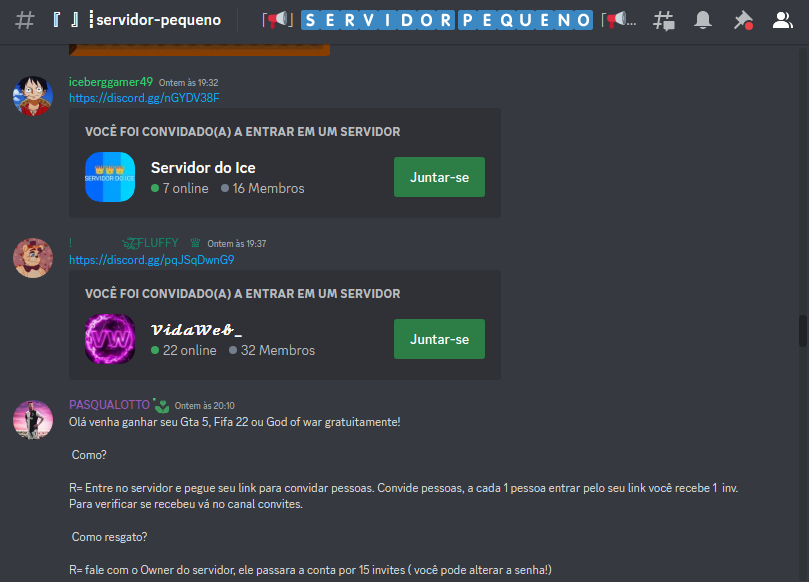 # 『 』┋servidor-pequeno
「📢」 SERVIDOR PEQUENO 「📢...
iceberggamer49 Ontem às 19:32
https://discord.gg/nGYDV38F
VOCÊ FOI CONVIDADO(A) A ENTRAR EM UM SERVIDOR
SERVIDOR DO ICE
Servidor do Ice
7 online 16 Membros
Juntar-se
! FLUFFY ♕ Ontem às 19:37
https://discord.gg/pqJSqDwnG9
VOCÊ FOI CONVIDADO(A) A ENTRAR EM UM SERVIDOR
VW
𝓥𝓲𝓭𝓪𝓦𝓮𝓫_
22 online 32 Membros
Juntar-se
PASQUALOTTO Ontem às 20:10
Olá venha ganhar seu Gta 5, Fifa 22 ou God of war gratuitamente!
Como?
R= Entre no servidor e pegue seu link para convidar pessoas. Convide pessoas, a cada 1 pessoa entrar pelo seu link você recebe 1 inv.
Para verificar se recebeu vá no canal convites.
Como resgato?
R= fale com o Owner do servidor, ele passara a conta por 15 invites ( você pode alterar a senha!)